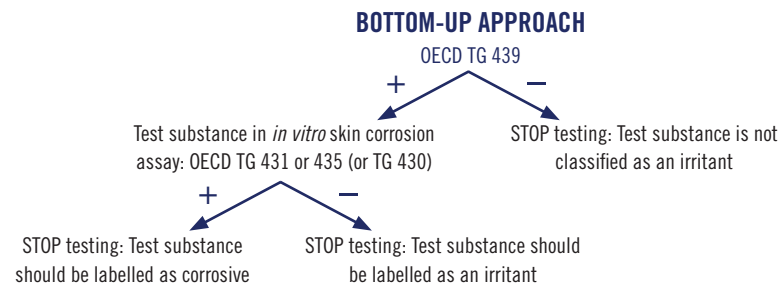 BOTTOM-UP APPROACH
OECD TG 439
+
−
Test substance in in vitro skin corrosion
assay: OECD TG 431 or 435 (or TG 430)
STOP testing: Test substance is not
classified as an irritant
+
−
STOP testing: Test substance
should be labelled as corrosive
STOP testing: Test substance should
be labelled as an irritant